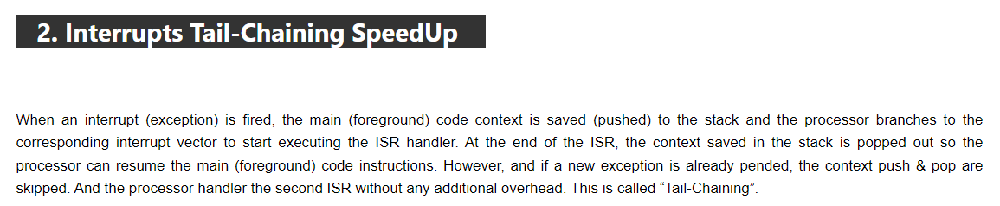 2. Interrupts Tail-Chaining SpeedUp
When an interrupt (exception) is fired, the main (foreground) code context is saved (pushed) to the stack and the processor branches to the
corresponding interrupt vector to start executing the ISR handler. At the end of the ISR, the context saved in the stack is popped out so the
processor can resume the main (foreground) code instructions. However, and if a new exception is already pended, the context push & pop are
skipped. And the processor handler the second ISR without any additional overhead. This is called “Tail-Chaining”.